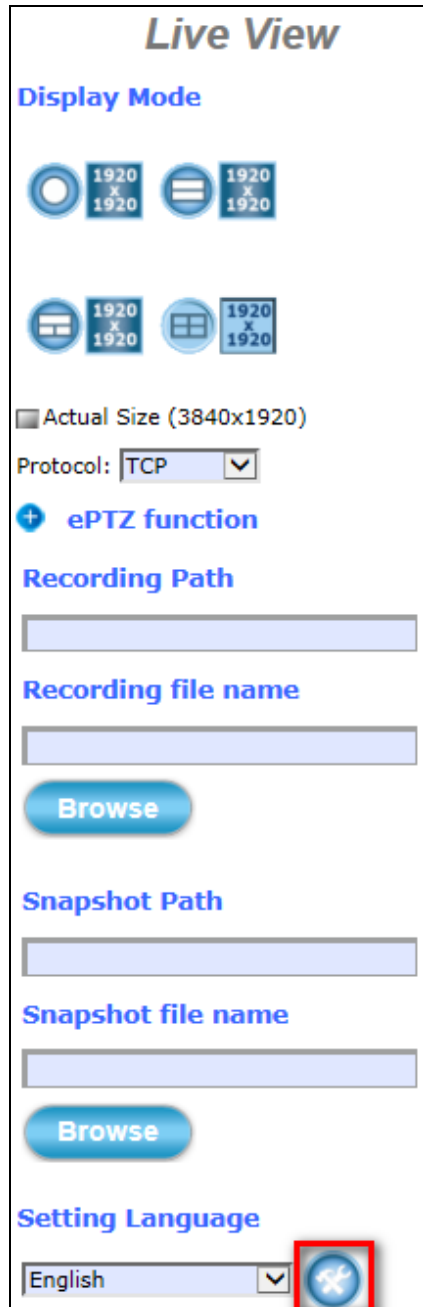 Live View
Display Mode
1920 x 1920 1920 x 1920
1920 x 1920 1920 x 1920
Actual Size (3840x1920)
Protocol: TCP
ePTZ function
Recording Path
Recording file name
Browse
Snapshot Path
Snapshot file name
Browse
Setting Language
English